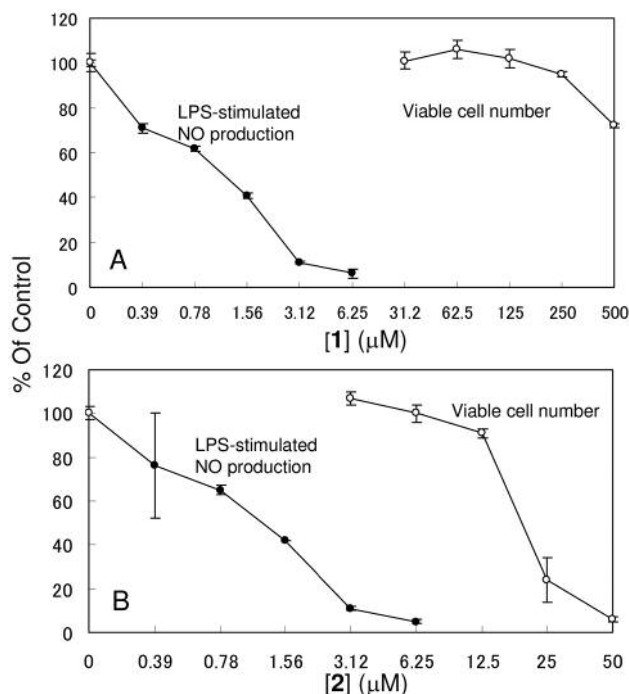 % Of Control
120
100
80
60
40
20
0
LPS-stimulated
NO production
Viable cell number
A
0 0.39 0.78 1.56 3.12 6.25 31.2 62.5 125 250 500
[1] (μM)
120
100
80
60
40
20
0
LPS-stimulated
NO production
Viable cell number
B
0 0.39 0.78 1.56 3.12 6.25 12.5 25 50
[2] (μM)